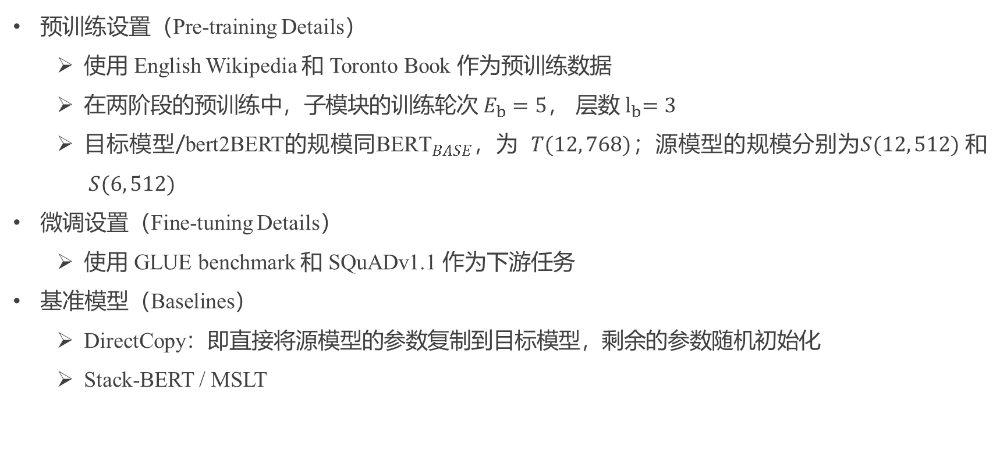 • 预训练设置（Pre-training Details）
➢ 使用 English Wikipedia 和 Toronto Book 作为预训练数据
➢ 在两阶段的预训练中，子模块的训练轮次 E_b = 5， 层数 l_b= 3
➢ 目标模型/bert2BERT的规模同BERT_BASE，为 T(12,768)；源模型的规模分别为S(12,512) 和
S(6,512)
• 微调设置（Fine-tuning Details）
➢ 使用 GLUE benchmark 和 SQuADv1.1 作为下游任务
• 基准模型（Baselines）
➢ DirectCopy：即直接将源模型的参数复制到目标模型，剩余的参数随机初始化
➢ Stack-BERT / MSLT